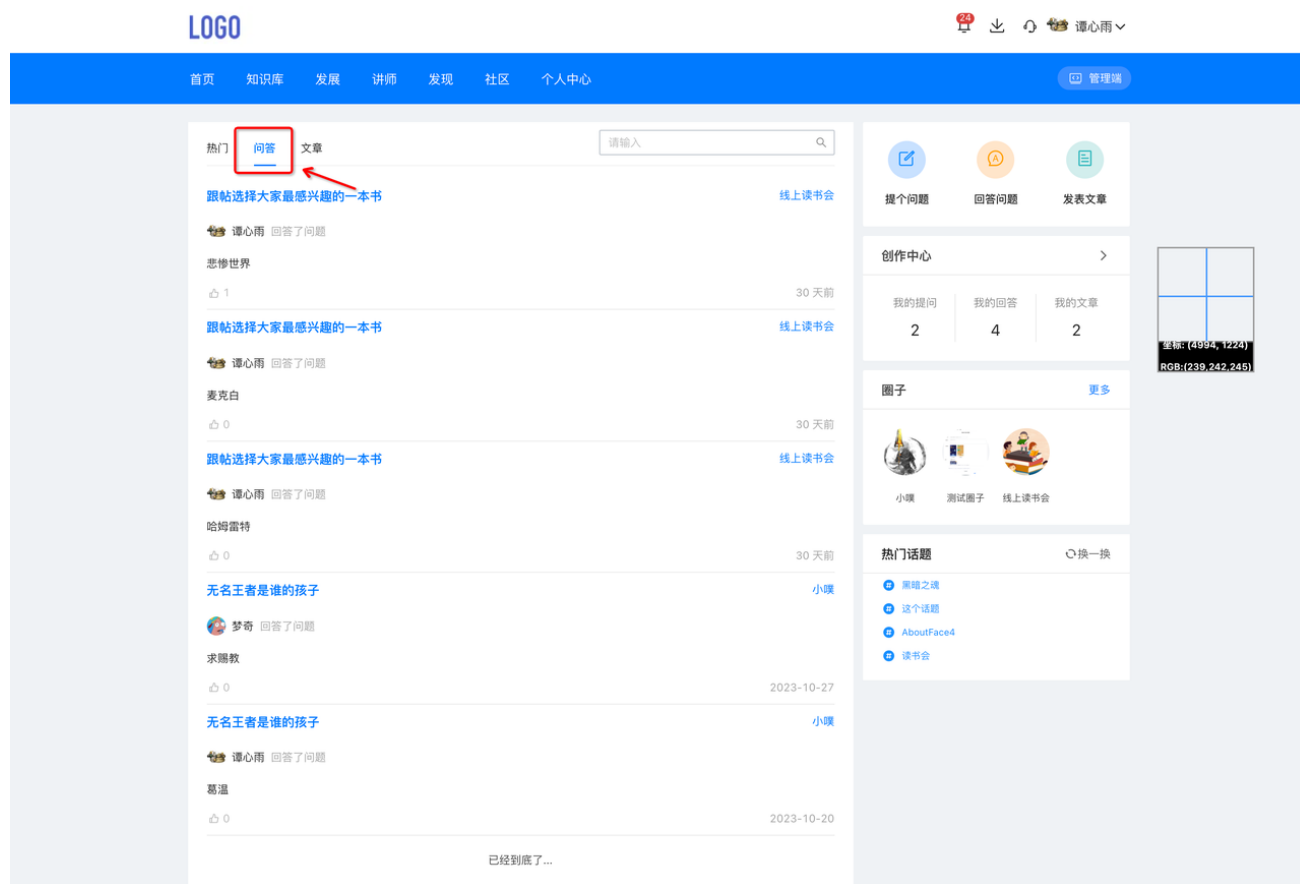 LOGO
24
谭心雨
首页 知识库 发展 讲师 发现 社区 个人中心
管理端
热门 问答 文章
请输入
跟帖选择大家最感兴趣的一本书 线上读书会
谭心雨 回答了问题
悲惨世界
1 30 天前
跟帖选择大家最感兴趣的一本书 线上读书会
谭心雨 回答了问题
麦克白
0 30 天前
跟帖选择大家最感兴趣的一本书 线上读书会
谭心雨 回答了问题
哈姆雷特
0 30 天前
无名王者是谁的孩子 小噗
梦奇 回答了问题
求赐教
0 2023-10-27
无名王者是谁的孩子 小噗
谭心雨 回答了问题
葛温
0 2023-10-20
已经到底了...
提个问题 回答问题 发表文章
创作中心
我的提问 我的回答 我的文章
2 4 2
圈子 更多
小噗 测试圈子 线上读书会
热门话题 换一换
黑暗之魂
这个话题
AboutFace4
读书会
坐标: (4994, 1224)
RGB:(239,242,245)